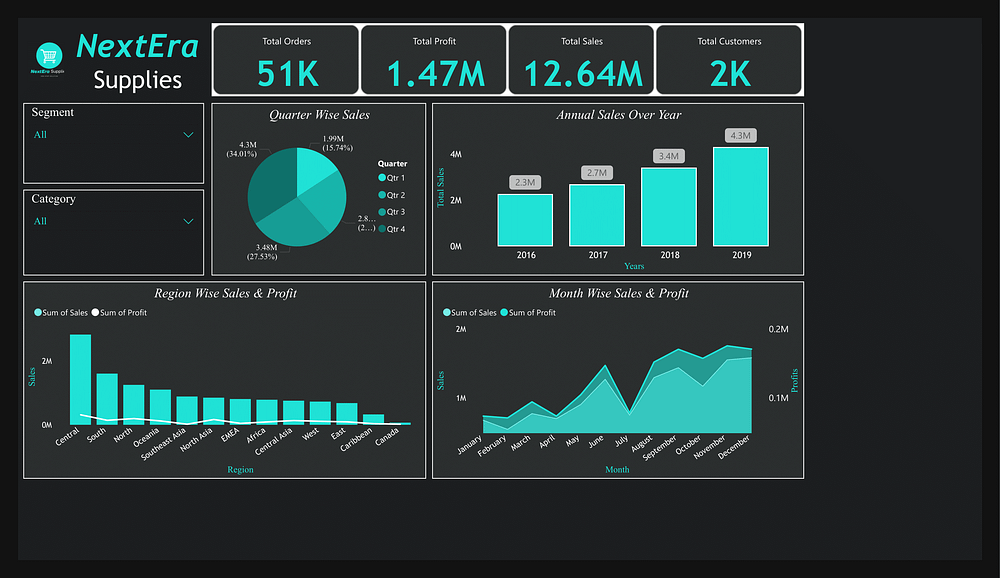 NextEra
Supplies
NextEra Supply
Total Orders
51K
Total Profit
1.47M
Total Sales
12.64M
Total Customers
2K
Segment
All
Category
All
Quarter Wise Sales
1.99M
(15.74%)
4.3M
(34.01%)
2.8...
(2...)
3.48M
(27.53%)
Quarter
Qtr 1
Qtr 2
Qtr 3
Qtr 4
Annual Sales Over Year
Total Sales
4M
2M
0M
2.3M
2.7M
3.4M
4.3M
2016
2017
2018
2019
Years
Region Wise Sales & Profit
Sum of Sales
Sum of Profit
Sales
2M
0M
Central
South
North
Oceania
Southeast Asia
North Asia
EMEA
Africa
Central Asia
West
East
Caribbean
Canada
Region
Month Wise Sales & Profit
Sum of Sales
Sum of Profit
Sales
2M
1M
0.2M
0.1M
Profits
January
February
March
April
May
June
July
August
September
October
November
December
Month